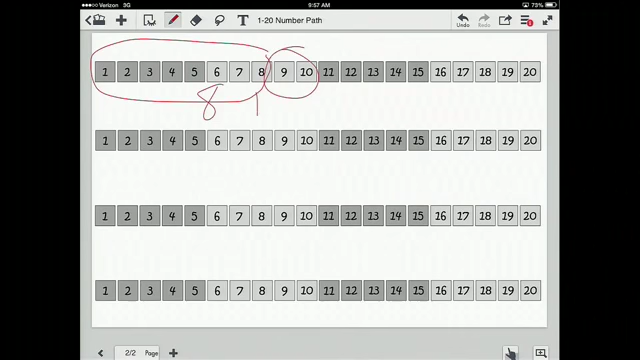 Verizon 3G 9:57 AM 73%
1-20 Number Path Undo Redo
1 2 3 4 5 6 7 8 9 10 11 12 13 14 15 16 17 18 19 20
8
1 2 3 4 5 6 7 8 9 10 11 12 13 14 15 16 17 18 19 20
1 2 3 4 5 6 7 8 9 10 11 12 13 14 15 16 17 18 19 20
1 2 3 4 5 6 7 8 9 10 11 12 13 14 15 16 17 18 19 20
2/2 Page